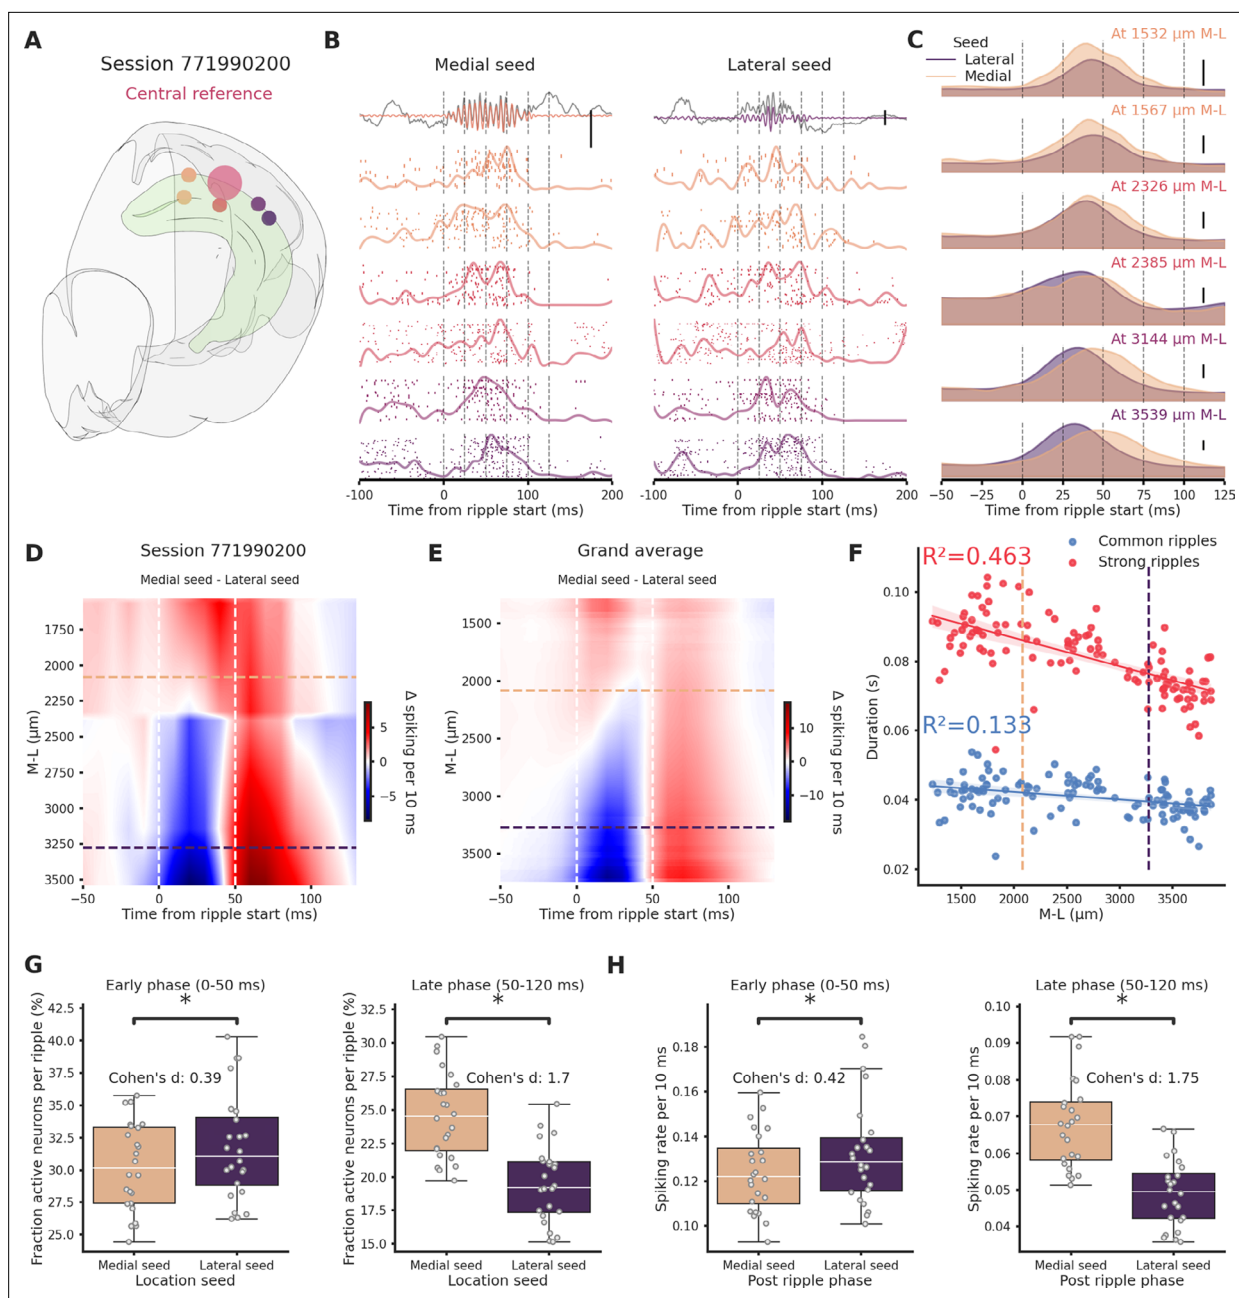 A
Session 771990200
Central reference
B
Medial seed
Lateral seed
-100
0
100
200
Time from ripple start (ms)
-100
0
100
200
Time from ripple start (ms)
C
Seed
Lateral
Medial
At 1532 µm M-L
At 1567 µm M-L
At 2326 µm M-L
At 2385 µm M-L
At 3144 µm M-L
At 3539 µm M-L
−50
−25
0
25
50
75
100
125
Time from ripple start (ms)
D
Session 771990200
Medial seed - Lateral seed
M-L (µm)
1750
2000
2250
2500
2750
3000
3250
3500
−50
0
50
100
Time from ripple start (ms)
5
0
−5
Δ spiking per 10 ms
E
Grand average
Medial seed - Lateral seed
M-L (µm)
1500
2000
2500
3000
3500
−50
0
50
100
Time from ripple start (ms)
10
0
−10
Δ spiking per 10 ms
F
R²=0.463
Common ripples
Strong ripples
R²=0.133
Duration (s)
0.10
0.08
0.06
0.04
0.02
1500
2000
2500
3000
3500
M-L (µm)
G
Early phase (0-50 ms)
*
Cohen's d: 0.39
Fraction active neurons per ripple (%)
42.5
40.0
37.5
35.0
32.5
30.0
27.5
25.0
Medial seed
Lateral seed
Location seed
Late phase (50-120 ms)
*
Cohen's d: 1.7
Fraction active neurons per ripple (%)
32.5
30.0
27.5
25.0
22.5
20.0
17.5
15.0
Medial seed
Lateral seed
Location seed
H
Early phase (0-50 ms)
*
Cohen's d: 0.42
Spiking rate per 10 ms
0.18
0.16
0.14
0.12
0.10
Medial seed
Lateral seed
Post ripple phase
Late phase (50-120 ms)
*
Cohen's d: 1.75
Spiking rate per 10 ms
0.10
0.09
0.08
0.07
0.06
0.05
0.04
Medial seed
Lateral seed
Post ripple phase